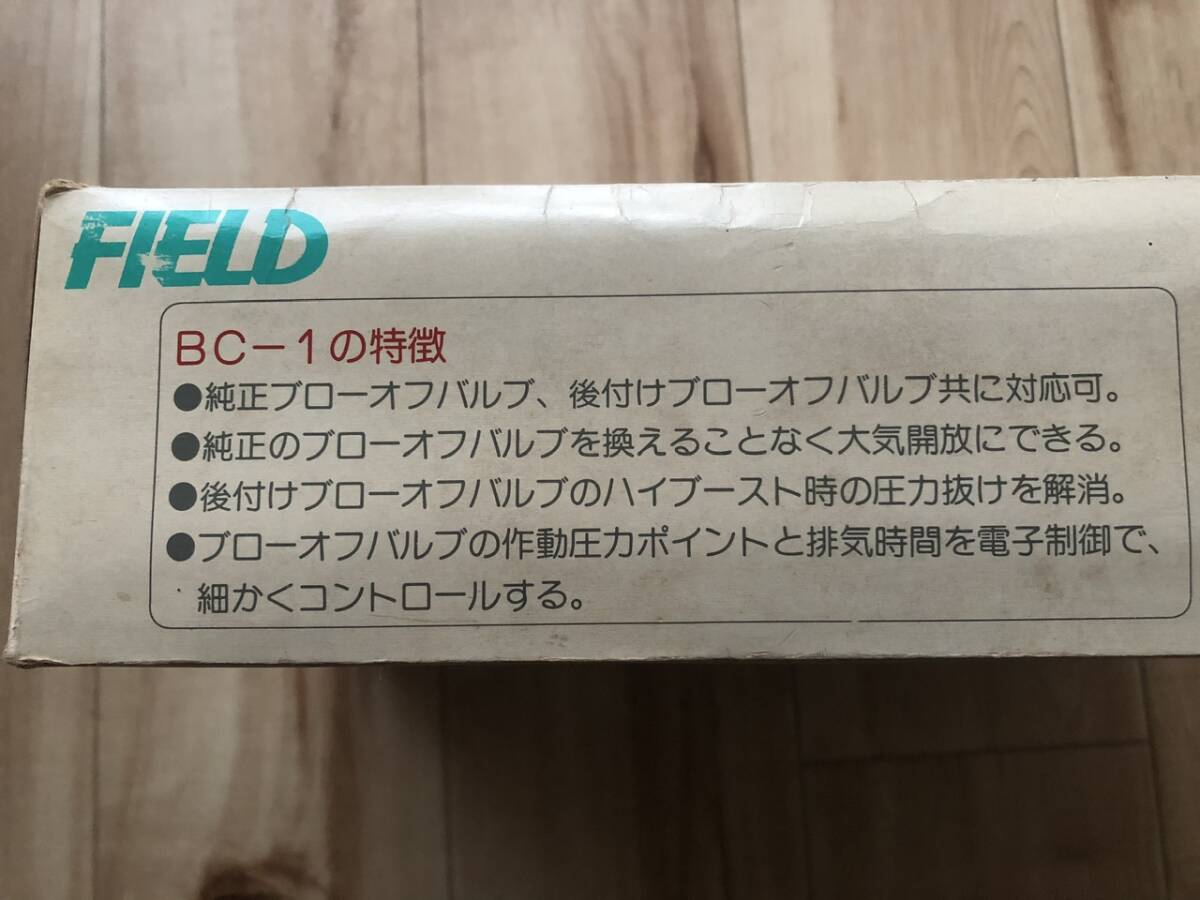 FIELD
BC-1の特徴
●純正ブローオフバルブ、後付けブローオフバルブ共に対応可。
●純正のブローオフバルブを換えることなく大気開放にできる。
●後付けブローオフバルブのハイブースト時の圧力抜けを解消。
●ブローオフバルブの作動圧力ポイントと排気時間を電子制御で、
細かくコントロールする。